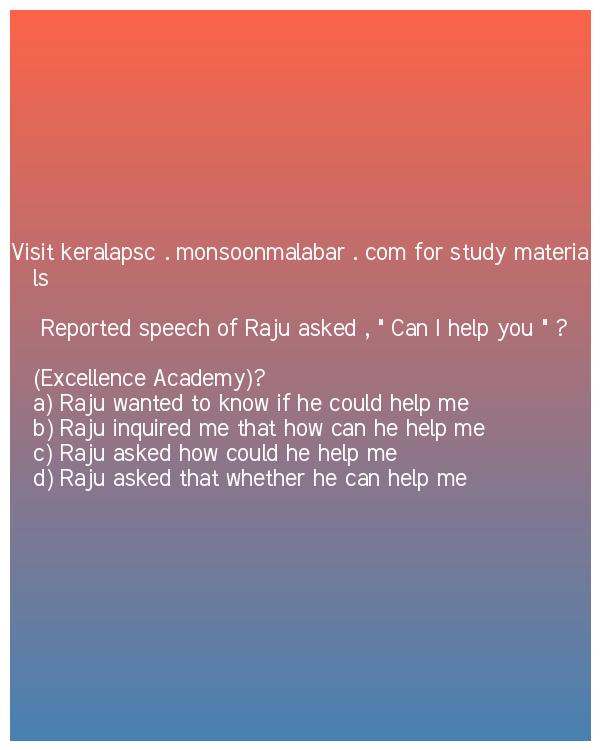 Visit keralapsc . monsoonmalabar . com for study materia
ls
Reported speech of Raju asked , " Can I help you " ?
(Excellence Academy)?
a) Raju wanted to know if he could help me
b) Raju inquired me that how can he help me
c) Raju asked how could he help me
d) Raju asked that whether he can help me